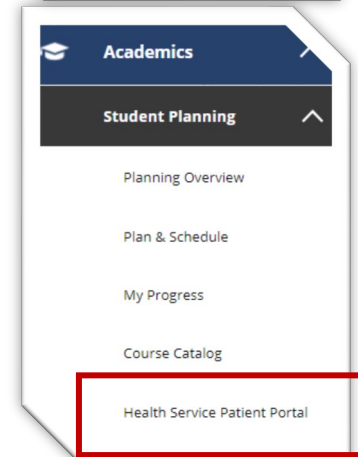 Academics
Student Planning
Planning Overview
Plan & Schedule
My Progress
Course Catalog
Health Service Patient Portal